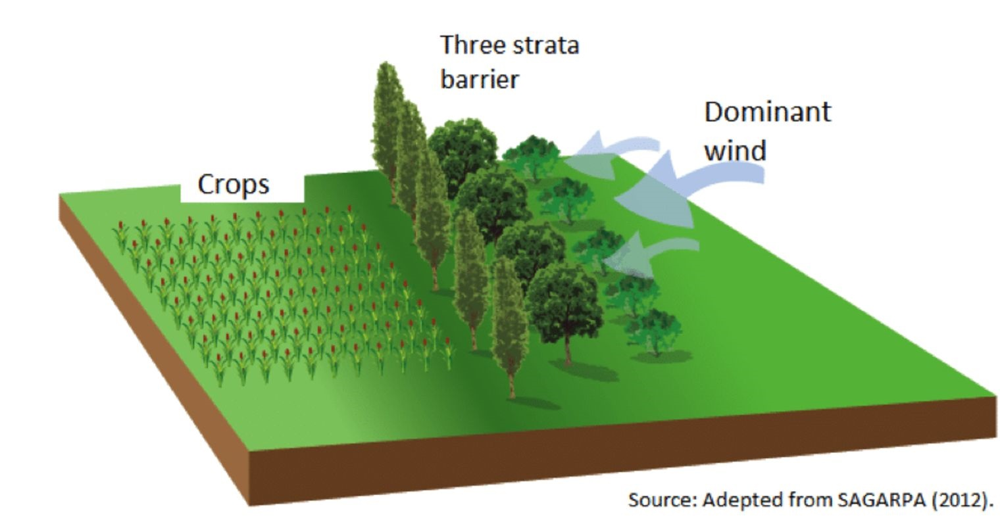 Three strata
barrier
Dominant
wind
Crops
Source: Adepted from SAGARPA (2012).